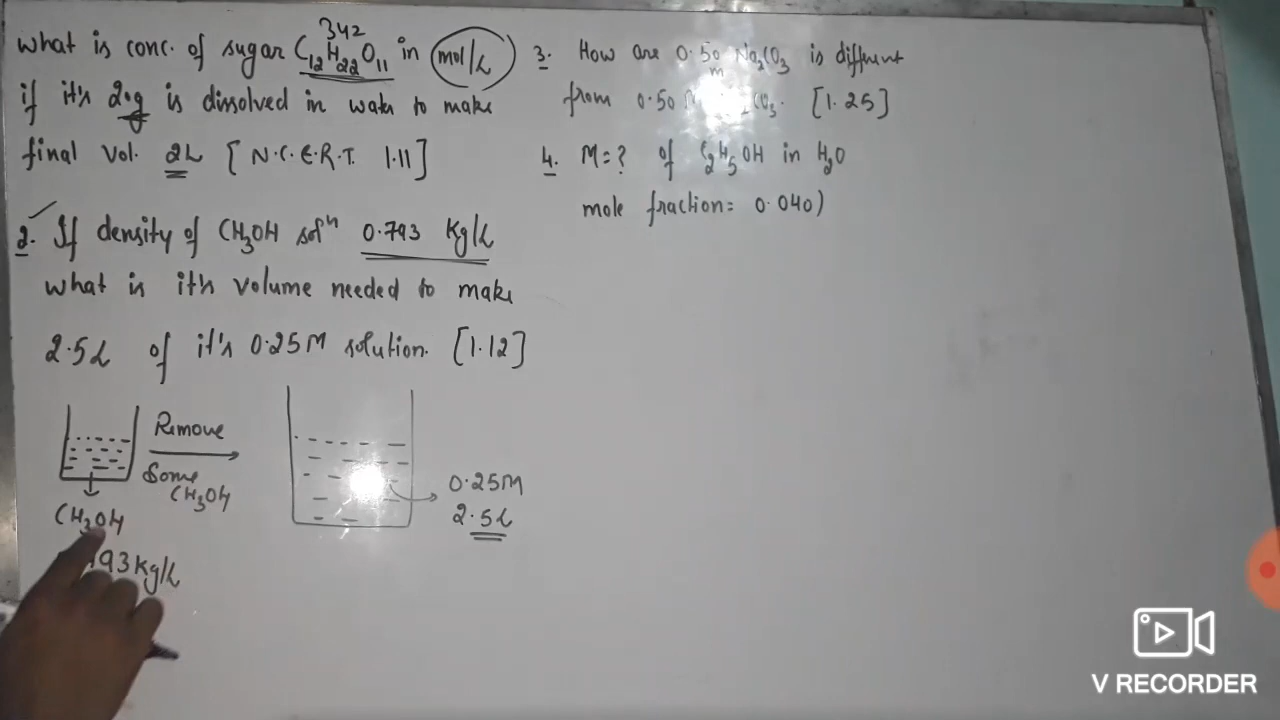 342
What is conc. of sugar C12H22O11 in mol/L
if it's 20g is dissolved in water to make
final vol. 2L [N.C.E.R.T. 1.11]
2. If density of CH3OH solⁿ 0.793 Kg/L
what is it's volume needed to make
2.5L of it's 0.25M solution. [1.12]
Remove
Some
CH3OH
CH3OH
93 Kg/L
0.25M
2.5L
3. How are 0.50 m Na2CO3 is different
from 0.50 CO3. [1.25]
4. M=? of C2H5OH in H2O
mole fraction = 0.040)
V RECORDER